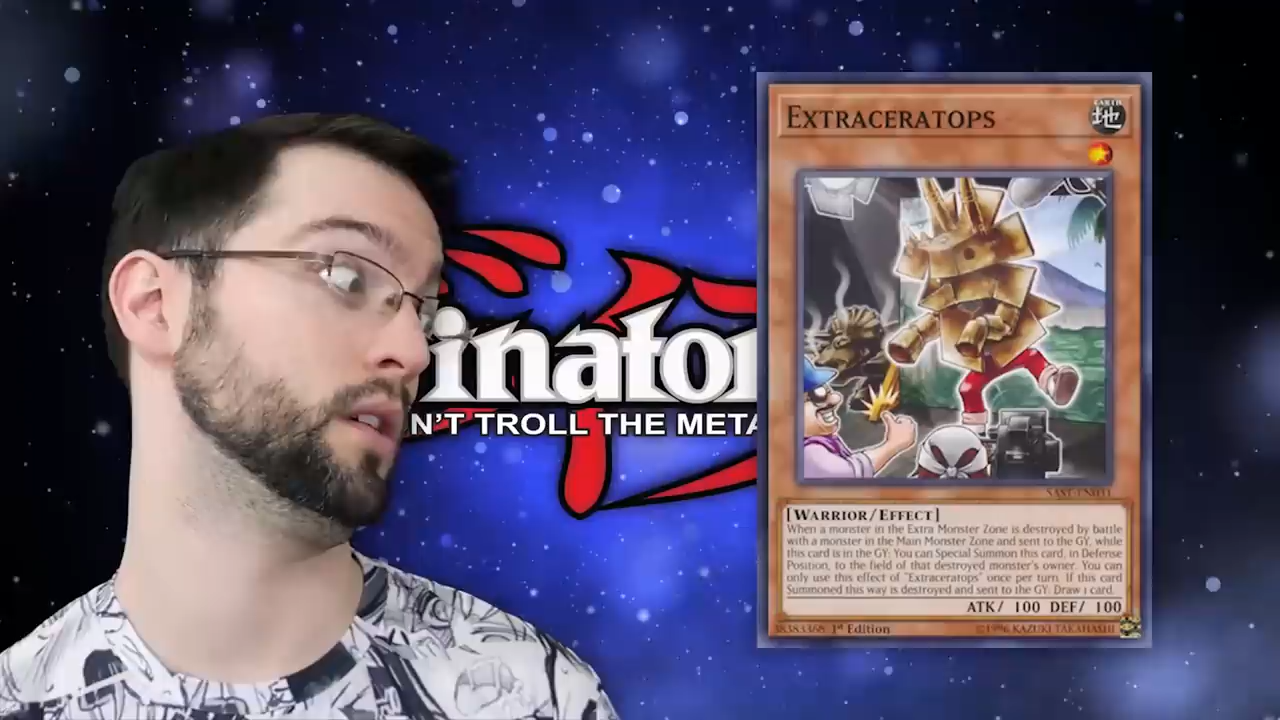 inator
N'T TROLL THE META
EXTRACERATOPS
EARTH
地
SAST-EN031
[WARRIOR/EFFECT]
When a monster in the Extra Monster Zone is destroyed by battle
with a monster in the Main Monster Zone and sent to the GY, while
this card is in the GY: You can Special Summon this card, in Defense
Position, to the field of that destroyed monster's owner. You can
only use this effect of "Extraceratops" once per turn. If this card
Summoned this way is destroyed and sent to the GY: Draw 1 card.
ATK/ 100 DEF/ 100
38383368 1st Edition ©1996 KAZUKI TAKAHASHI